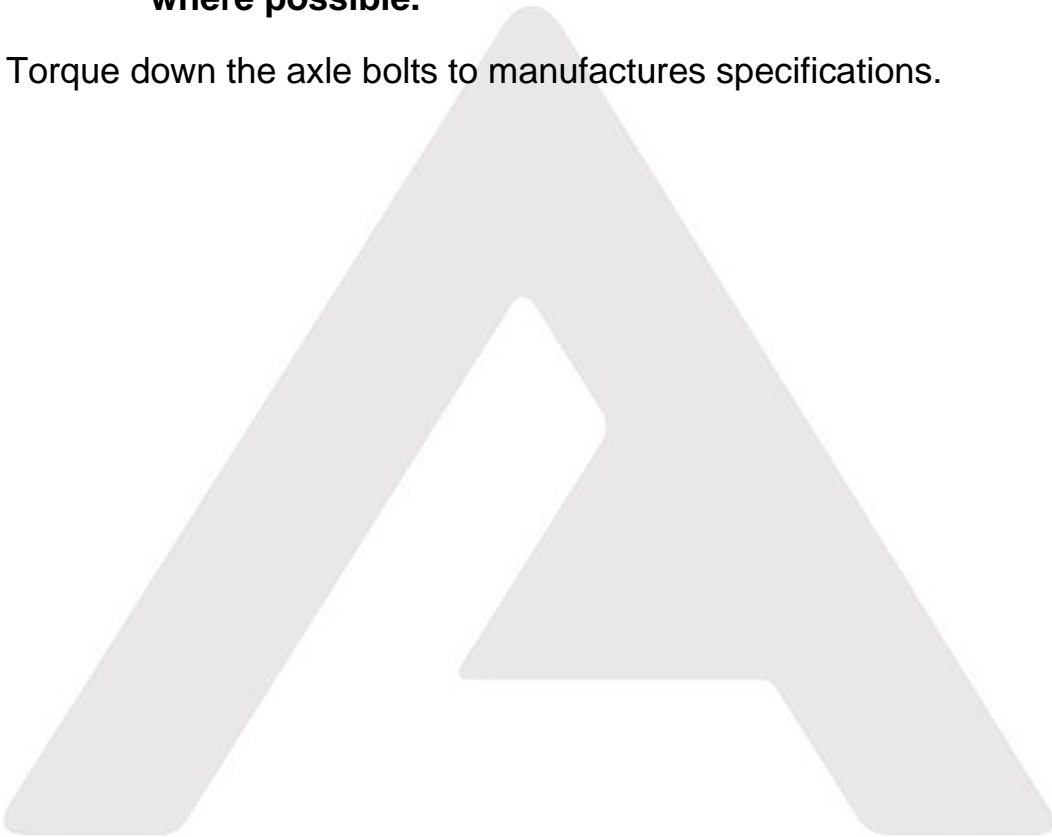 where possible.
Torque down the axle bolts to manufactures specifications.